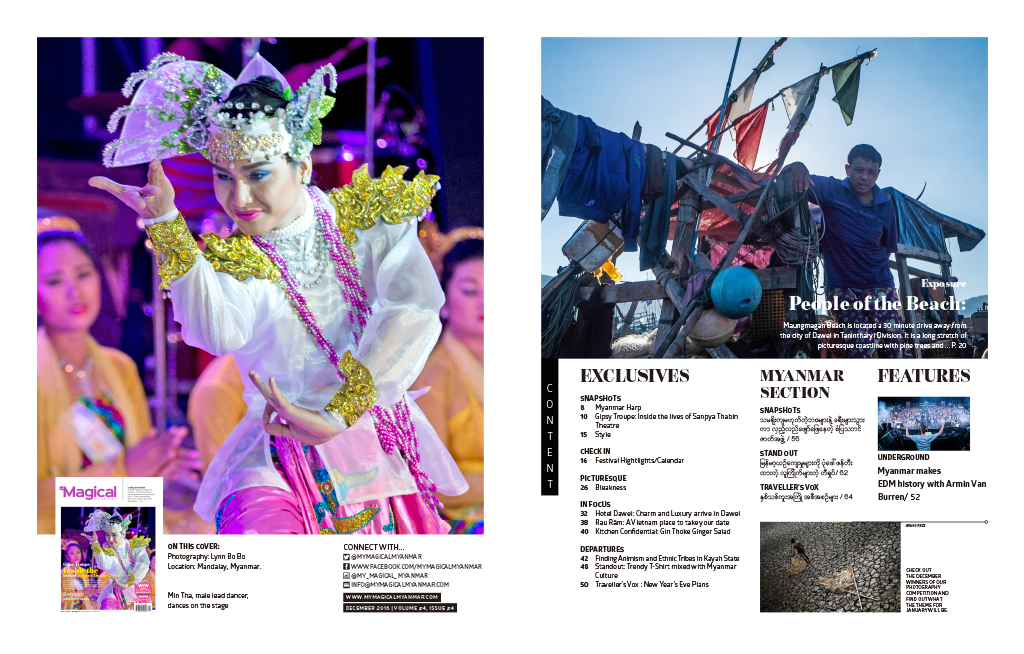 Magical
ON THIS COVER:
Photography: Lynn Bo Bo
Location: Mandalay, Myanmar.
Min Tha, male lead dancer,
dances on the stage
CONNECT WITH...
@MYMAGICALMYANMAR
WWW.FACEBOOK.COM/MYMAGICALMYANMAR
@MY_MAGICAL_MYANMAR
INFO@MYMAGICALMYANMAR.COM
WWW.MYMAGICALMYANMAR.COM
DECEMBER 2016 | VOLUME #4, ISSUE #4
Exposure
People of the Beach:
Maungmagan Beach is located a 30 minute drive away from
the city of Dawei in Taninthary i Division. It is a long stretch of
picturesque coastline with pine trees and ... P. 20
CONTENT
EXCLUSIVES
SNAPSHOTS
8 Myanmar Harp
10 Gipsy Troupe: Inside the lives of Sanpya Thabin
Theatre
15 Style
CHECK IN
16 Festival Hightlights/Calendar
PICTURESQUE
26 Bleakness
IN FOCUS
32 Hotel Dawei: Charm and Luxury arrive in Dawei
38 Rau Răm: A Vietnam place to take your date
40 Kitchen Confidential: Gin Thoke Ginger Salad
DEPARTURES
42 Finding Animism and Ethnic Tribes in Kayah State
48 Standout: Trendy T-Shirt mixed with Myanmar
Culture
50 Traveller's Vox : New Year's Eve Plans
MYANMAR
SECTION
SNAPSHOTS
/ 56
STAND OUT
/ 62
TRAVELLER'S VOX
/ 64
FEATURES
UNDERGROUND
Myanmar makes
EDM history with Armin Van
Burren/ 52
GRAND PRIZE
CHECK OUT
THE DECEMBER
WINNERS OF OUR
PHOTOGRAPHY
COMPETITION AND
FIND OUT WHAT
THE THEME FOR
JANUARY WILL BE.